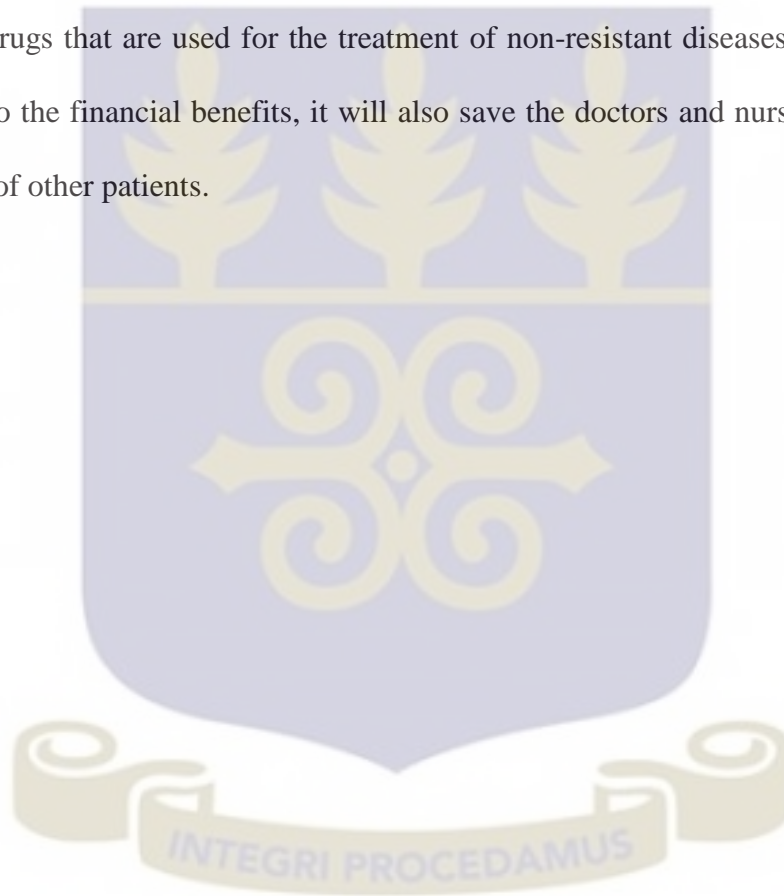 rugs that are used for the treatment of non-resistant diseases
o the financial benefits, it will also save the doctors and nurs
of other patients.
INTEGRI PROCEDAMUS